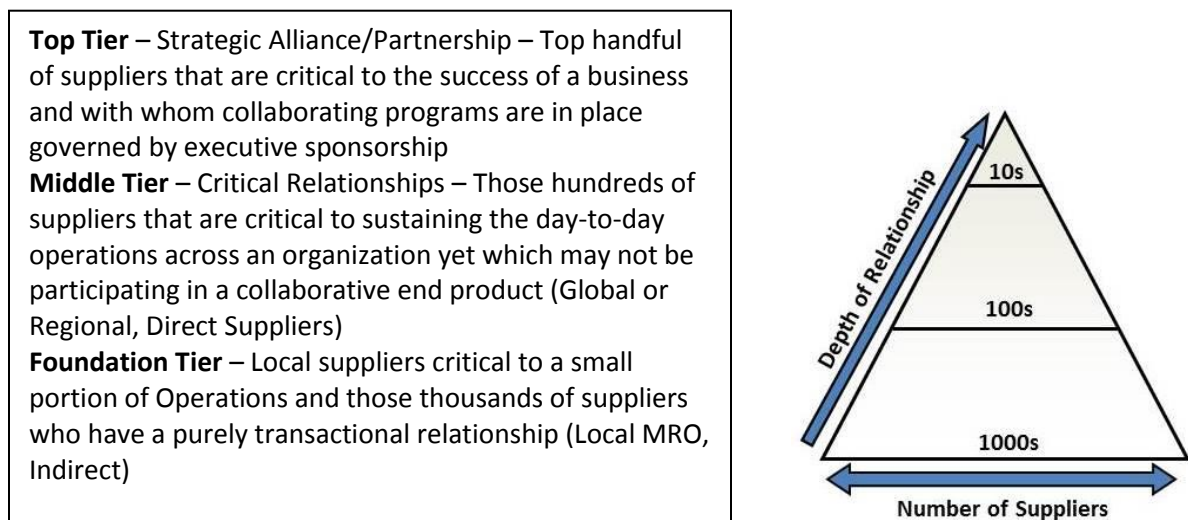 Top Tier – Strategic Alliance/Partnership – Top handful
of suppliers that are critical to the success of a business
and with whom collaborating programs are in place
governed by executive sponsorship
Middle Tier – Critical Relationships – Those hundreds of
suppliers that are critical to sustaining the day-to-day
operations across an organization yet which may not be
participating in a collaborative end product (Global or
Regional, Direct Suppliers)
Foundation Tier – Local suppliers critical to a small
portion of Operations and those thousands of suppliers
who have a purely transactional relationship (Local MRO,
Indirect)
Depth of Relationship
10s
100s
1000s
Number of Suppliers